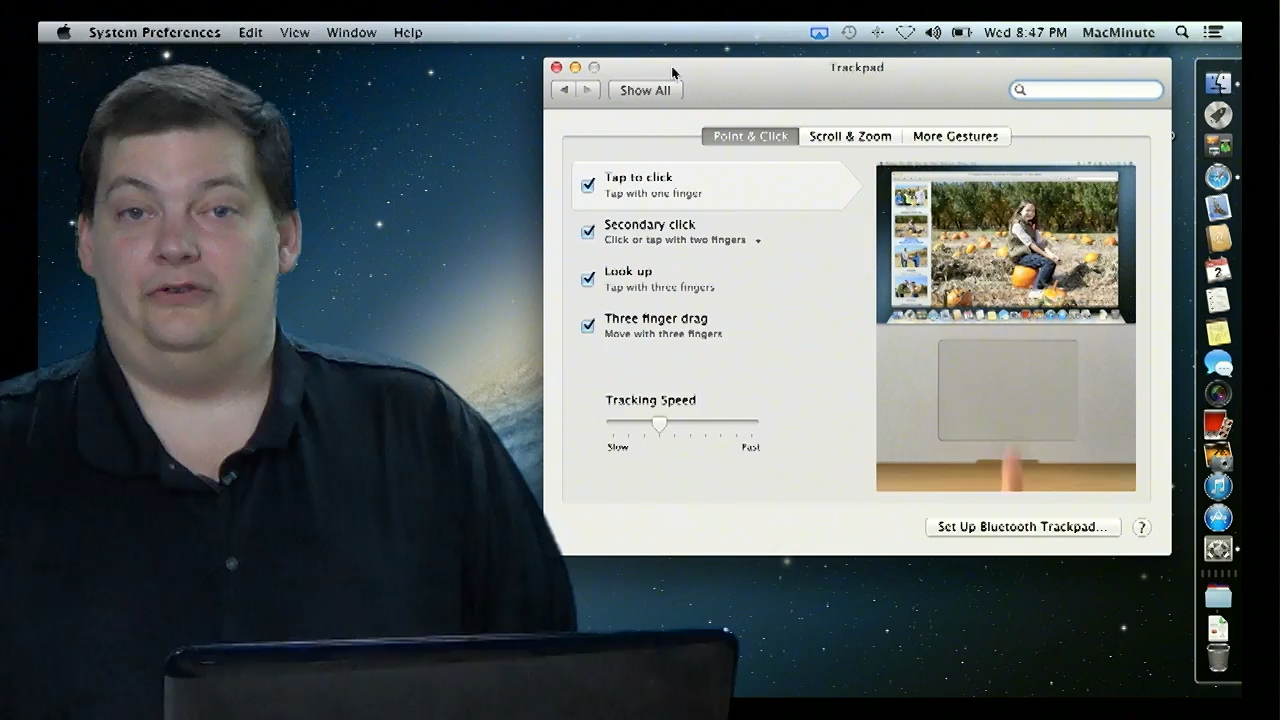 System Preferences Edit View Window Help Wed 8:47 PM MacMinute
Trackpad
Show All
Point & Click Scroll & Zoom More Gestures
Tap to click
Tap with one finger
Secondary click
Click or tap with two fingers
Look up
Tap with three fingers
Three finger drag
Move with three fingers
Tracking Speed
Slow Fast
Set Up Bluetooth Trackpad... ?
2